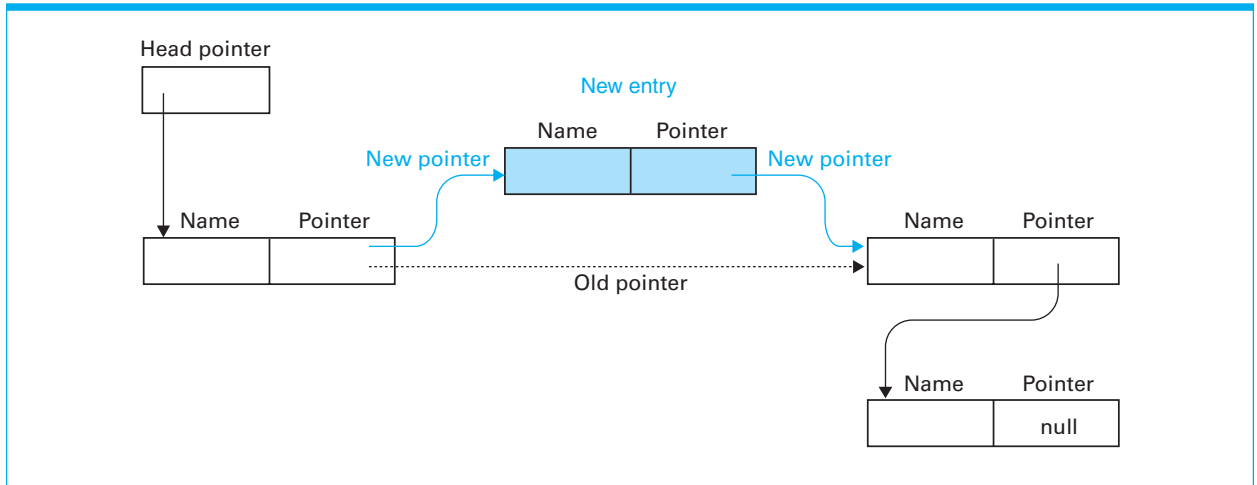 Head pointer
New entry
Name Pointer
New pointer
New pointer
Name Pointer
Name Pointer
Old pointer
Name Pointer
null